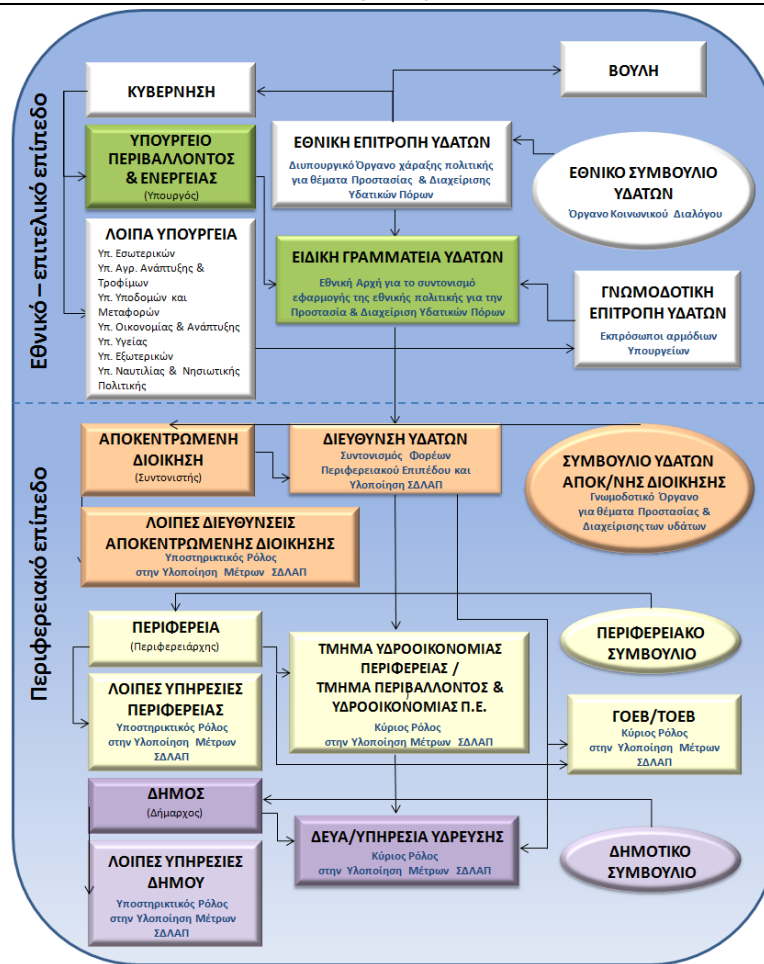 Εθνικό – επιτελικό επίπεδο
ΒΟΥΛΗ
ΚΥΒΕΡΝΗΣΗ
ΥΠΟΥΡΓΕΙΟ
ΠΕΡΙΒΑΛΛΟΝΤΟΣ
& ΕΝΕΡΓΕΙΑΣ
(Υπουργός)
ΕΘΝΙΚΗ ΕΠΙΤΡΟΠΗ ΥΔΑΤΩΝ
Διυπουργικό Όργανο χάραξης πολιτικής
για θέματα Προστασίας & Διαχείρισης
Υδατικών Πόρων
ΕΘΝΙΚΟ ΣΥΜΒΟΥΛΙΟ
ΥΔΑΤΩΝ
Όργανο Κοινωνικού Διαλόγου
ΛΟΙΠΑ ΥΠΟΥΡΓΕΙΑ
Υπ. Εσωτερικών
Υπ. Αγρ. Ανάπτυξης &
Τροφίμων
Υπ. Υποδομών και
Μεταφορών
Υπ. Οικονομίας & Ανάπτυξης
Υπ. Υγείας
Υπ. Εξωτερικών
Υπ. Ναυτιλίας & Νησιωτικής
Πολιτικής
ΕΙΔΙΚΗ ΓΡΑΜΜΑΤΕΙΑ ΥΔΑΤΩΝ
Εθνική Αρχή για το συντονισμό
εφαρμογής της εθνικής πολιτικής για την
Προστασία & Διαχείριση Υδατικών Πόρων
ΓΝΩΜΟΔΟΤΙΚΗ
ΕΠΙΤΡΟΠΗ ΥΔΑΤΩΝ
Εκπρόσωποι αρμόδιων
Υπουργείων
Περιφερειακό επίπεδο
ΑΠΟΚΕΝΤΡΩΜΕΝΗ
ΔΙΟΙΚΗΣΗ
(Συντονιστής)
ΔΙΕΥΘΥΝΣΗ ΥΔΑΤΩΝ
Συντονισμός Φορέων
Περιφερειακού Επιπέδου και
Υλοποίηση ΣΔΛΑΠ
ΣΥΜΒΟΥΛΙΟ ΥΔΑΤΩΝ
ΑΠΟΚ/ΝΗΣ ΔΙΟΙΚΗΣΗΣ
Γνωμοδοτικό Όργανο
για θέματα Προστασίας &
Διαχείρισης των υδάτων
ΛΟΙΠΕΣ ΔΙΕΥΘΥΝΣΕΙΣ
ΑΠΟΚΕΝΤΡΩΜΕΝΗΣ ΔΙΟΙΚΗΣΗΣ
Υποστηρικτικός Ρόλος
στην Υλοποίηση Μέτρων ΣΔΛΑΠ
ΠΕΡΙΦΕΡΕΙΑ
(Περιφερειάρχης)
ΤΜΗΜΑ ΥΔΡΟΟΙΚΟΝΟΜΙΑΣ
ΠΕΡΙΦΕΡΕΙΑΣ /
ΤΜΗΜΑ ΠΕΡΙΒΑΛΛΟΝΤΟΣ &
ΥΔΡΟΟΙΚΟΝΟΜΙΑΣ Π.Ε.
Κύριος Ρόλος
στην Υλοποίηση Μέτρων ΣΔΛΑΠ
ΠΕΡΙΦΕΡΕΙΑΚΟ
ΣΥΜΒΟΥΛΙΟ
ΛΟΙΠΕΣ ΥΠΗΡΕΣΙΕΣ
ΠΕΡΙΦΕΡΕΙΑΣ
Υποστηρικτικός Ρόλος
στην Υλοποίηση Μέτρων
ΣΔΛΑΠ
ΓΟΕΒ/ΤΟΕΒ
Κύριος Ρόλος
στην Υλοποίηση Μέτρων
ΣΔΛΑΠ
ΔΗΜΟΣ
(Δήμαρχος)
ΔΕΥΑ/ΥΠΗΡΕΣΙΑ ΥΔΡΕΥΣΗΣ
Κύριος Ρόλος
στην Υλοποίηση Μέτρων ΣΔΛΑΠ
ΔΗΜΟΤΙΚΟ
ΣΥΜΒΟΥΛΙΟ
ΛΟΙΠΕΣ ΥΠΗΡΕΣΙΕΣ
ΔΗΜΟΥ
Υποστηρικτικός Ρόλος
στην Υλοποίηση Μέτρων
ΣΔΛΑΠ